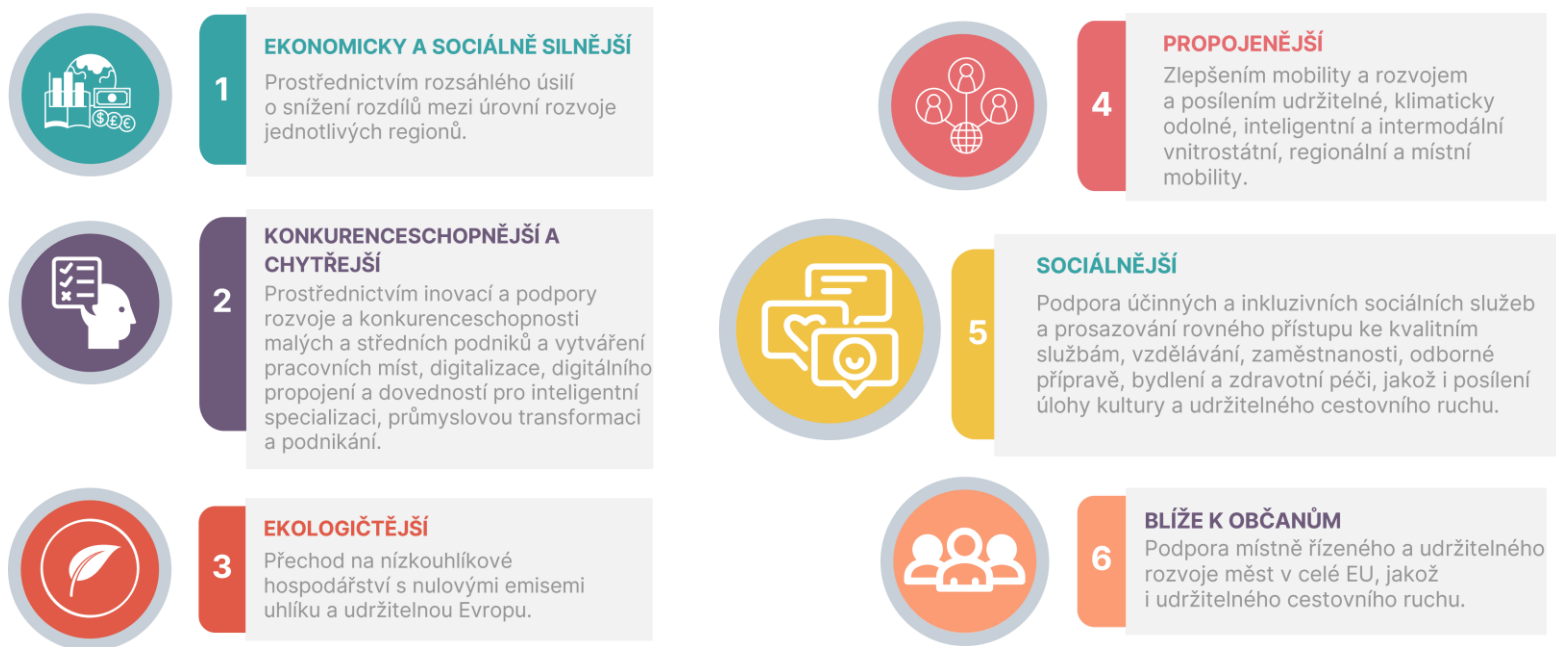 1
EKONOMICKY A SOCIÁLNĚ SILNĚJŠÍ
Prostřednictvím rozsáhlého úsilí
o snížení rozdílů mezi úrovní rozvoje
jednotlivých regionů.
2
KONKURENCESCHOPNĚJŠÍ A
CHYTŘEJŠÍ
Prostřednictvím inovací a podpory
rozvoje a konkurenceschopnosti
malých a středních podniků a vytváření
pracovních míst, digitalizace, digitálního
propojení a dovedností pro inteligentní
specializaci, průmyslovou transformaci
a podnikání.
3
EKOLOGIČTĚJŠÍ
Přechod na nízkouhlíkové
hospodářství s nulovými emisemi
uhlíku a udržitelnou Evropu.
4
PROPOJENĚJŠÍ
Zlepšením mobility a rozvojem
a posílením udržitelné, klimaticky
odolné, inteligentní a intermodální
vnitrostátní, regionální a místní
mobility.
5
SOCIÁLNĚJŠÍ
Podpora účinných a inkluzivních sociálních služeb
a prosazování rovného přístupu ke kvalitním
službám, vzdělávání, zaměstnanosti, odborné
přípravě, bydlení a zdravotní péči, jakož i posílení
úlohy kultury a udržitelného cestovního ruchu.
6
BLÍŽE K OBČANŮM
Podpora místně řízeného a udržitelného
rozvoje měst v celé EU, jakož
i udržitelného cestovního ruchu.